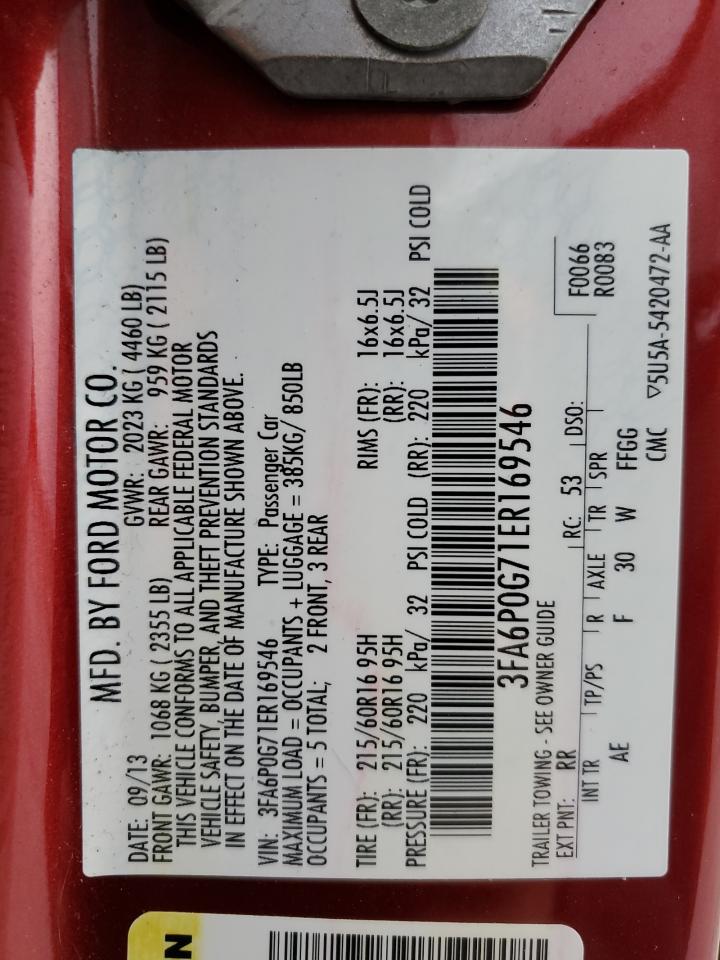 MFD. BY FORD MOTOR CO.
DATE: 09/13 GVWR: 2023 KG ( 4460 LB)
FRONT GAWR: 1068 KG ( 2355 LB) REAR GAWR: 959 KG ( 2115 LB)
THIS VEHICLE CONFORMS TO ALL APPLICABLE FEDERAL MOTOR
VEHICLE SAFETY, BUMPER, AND THEFT PREVENTION STANDARDS
IN EFFECT ON THE DATE OF MANUFACTURE SHOWN ABOVE.
VIN: 3FA6P0G71ER169546 TYPE: Passenger Car
MAXIMUM LOAD = OCCUPANTS + LUGGAGE = 385KG/ 850LB
OCCUPANTS = 5 TOTAL; 2 FRONT, 3 REAR
TIRE (FR): 215/60R16 95H RIMS (FR): 16x6.5J
(RR): 215/60R16 95H (RR): 16x6.5J
PRESSURE (FR): 220 kPa/ 32 PSI COLD (RR): 220 kPa/ 32 PSI COLD
3FA6P0G71ER169546
TRAILER TOWING - SEE OWNER GUIDE
EXT PNT: RR RC: 53 DSO: F0066
R0083
INT TR TP/PS R AXLE TR SPR
AE F 30 W FFGG
CMC ▽5U5A-5420472-AA